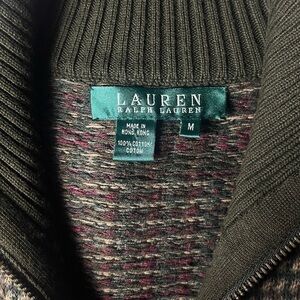 LAUREN
RALPH LAUREN
M
MADE IN
HONG KONG
100% COTTON/
COTON